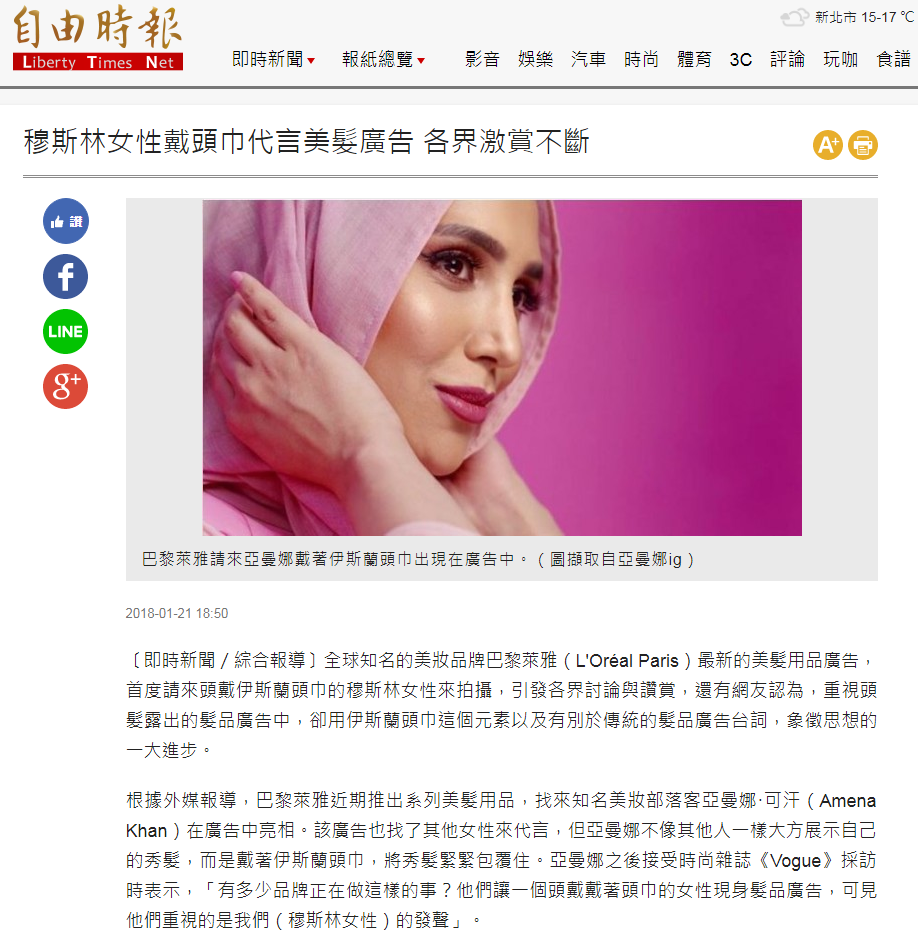 自由時報
Liberty Times Net
新北市 15-17 ℃
即時新聞 報紙總覽 影音 娛樂 汽車 時尚 體育 3C 評論 玩咖 食譜
穆斯林女性戴頭巾代言美髮廣告 各界激賞不斷
A+
讚
f
LINE
g+
巴黎萊雅請來亞曼娜戴著伊斯蘭頭巾出現在廣告中。（圖擷取自亞曼娜ig）
2018-01-21 18:50
〔即時新聞／綜合報導〕全球知名的美妝品牌巴黎萊雅（L'Oréal Paris）最新的美髮用品廣告，
首度請來頭戴伊斯蘭頭巾的穆斯林女性來拍攝，引發各界討論與讚賞，還有網友認為，重視頭
髮露出的髮品廣告中，卻用伊斯蘭頭巾這個元素以及有別於傳統的髮品廣告台詞，象徵思想的
一大進步。
根據外媒報導，巴黎萊雅近期推出系列美髮用品，找來知名美妝部落客亞曼娜·可汗（Amena
Khan）在廣告中亮相。該廣告也找了其他女性來代言，但亞曼娜不像其他人一樣大方展示自己
的秀髮，而是戴著伊斯蘭頭巾，將秀髮緊緊包覆住。亞曼娜之後接受時尚雜誌《Vogue》採訪
時表示，「有多少品牌正在做這樣的事？他們讓一個頭戴戴著頭巾的女性現身髮品廣告，可見
他們重視的是我們（穆斯林女性）的發聲」。